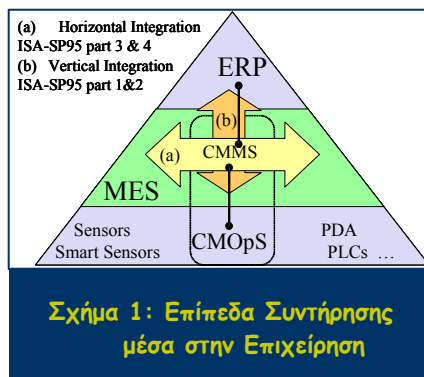 (a) Horizontal Integration
ISA-SP95 part 3 & 4
(b) Vertical Integration
ISA-SP95 part 1&2
ERP
(b)
(a)
CMMS
MES
Sensors
Smart Sensors
CMOpS
PDA
PLCs ...
Σχήμα 1: Επίπεδα Συντήρησης
μέσα στην Επιχείρηση